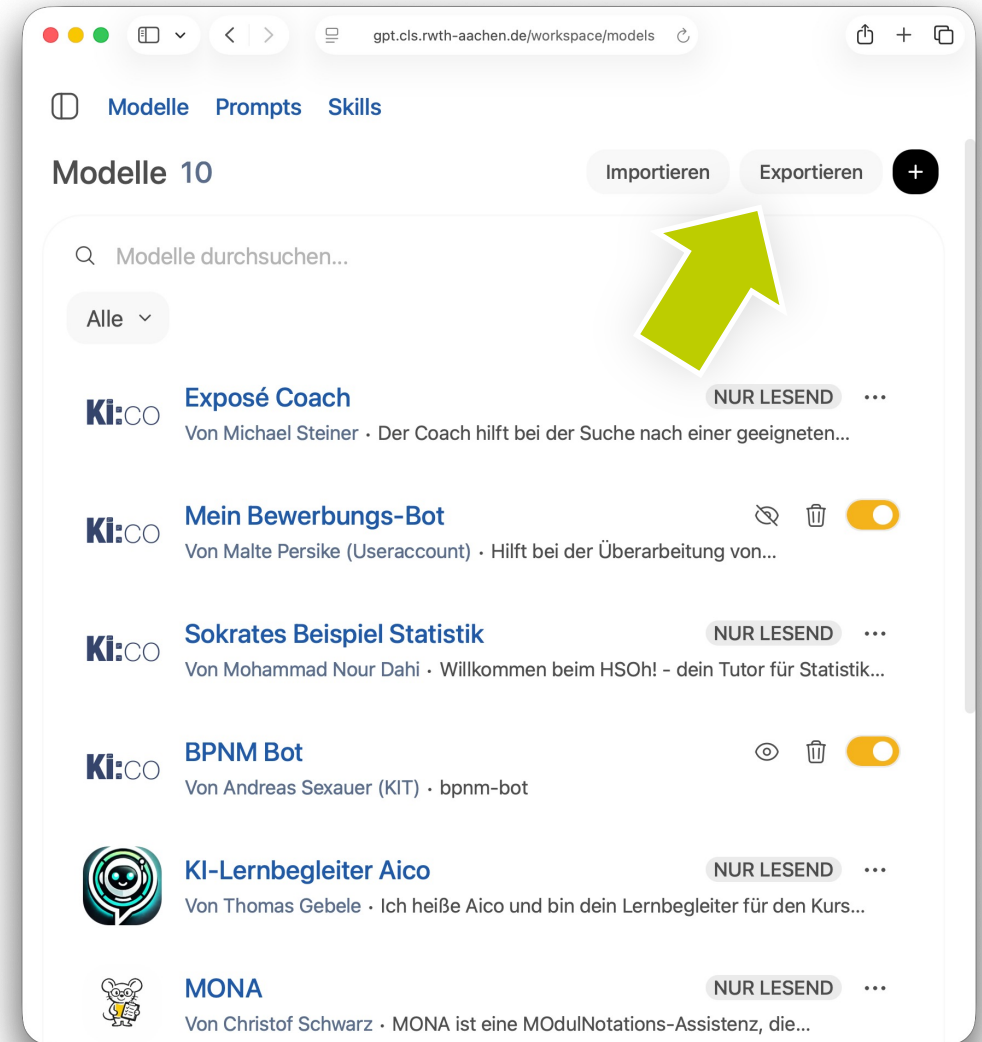 gpt.cls.rwth-aachen.de/workspace/models
Modelle Prompts Skills
Modelle 10
Importieren Exportieren +
Modelle durchsuchen...
Alle
Ki:co Exposé Coach NUR LESEND ...
Von Michael Steiner · Der Coach hilft bei der Suche nach einer geeigneten...
Ki:co Mein Bewerbungs-Bot
Von Malte Persike (Useraccount) · Hilft bei der Überarbeitung von...
Ki:co Sokrates Beispiel Statistik NUR LESEND ...
Von Mohammad Nour Dahi · Willkommen beim HSOh! - dein Tutor für Statistik...
Ki:co BPNM Bot
Von Andreas Sexauer (KIT) · bpnm-bot
KI-Lernbegleiter Aico NUR LESEND ...
Von Thomas Gebele · Ich heiße Aico und bin dein Lernbegleiter für den Kurs...
MONA NUR LESEND ...
Von Christof Schwarz · MONA ist eine MOdulNotations-Assistenz, die...